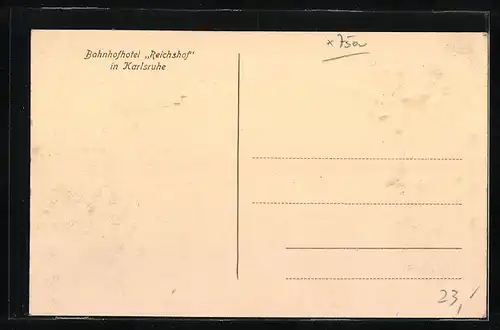 Bahnhofhotel „Reichshof"
in Karlsruhe
23,